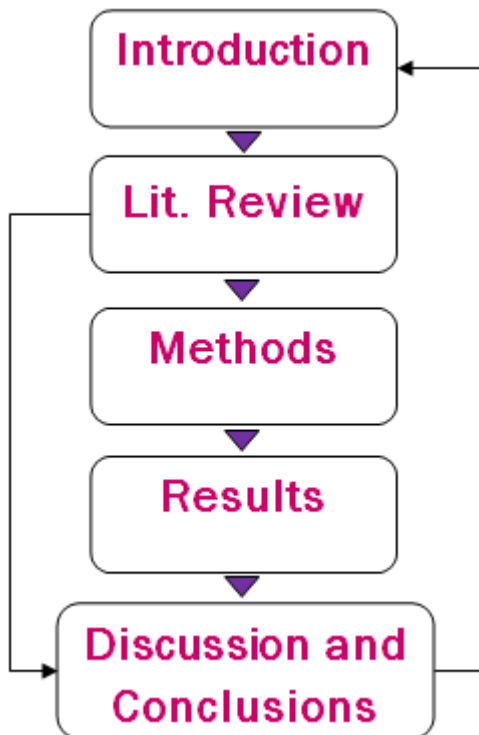 Introduction
Lit. Review
Methods
Results
Discussion and
Conclusions